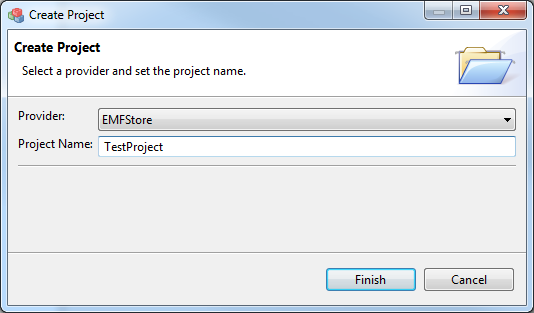 Create Project
Create Project
Select a provider and set the project name.
Provider:
EMFStore
Project Name:
TestProject
Finish
Cancel